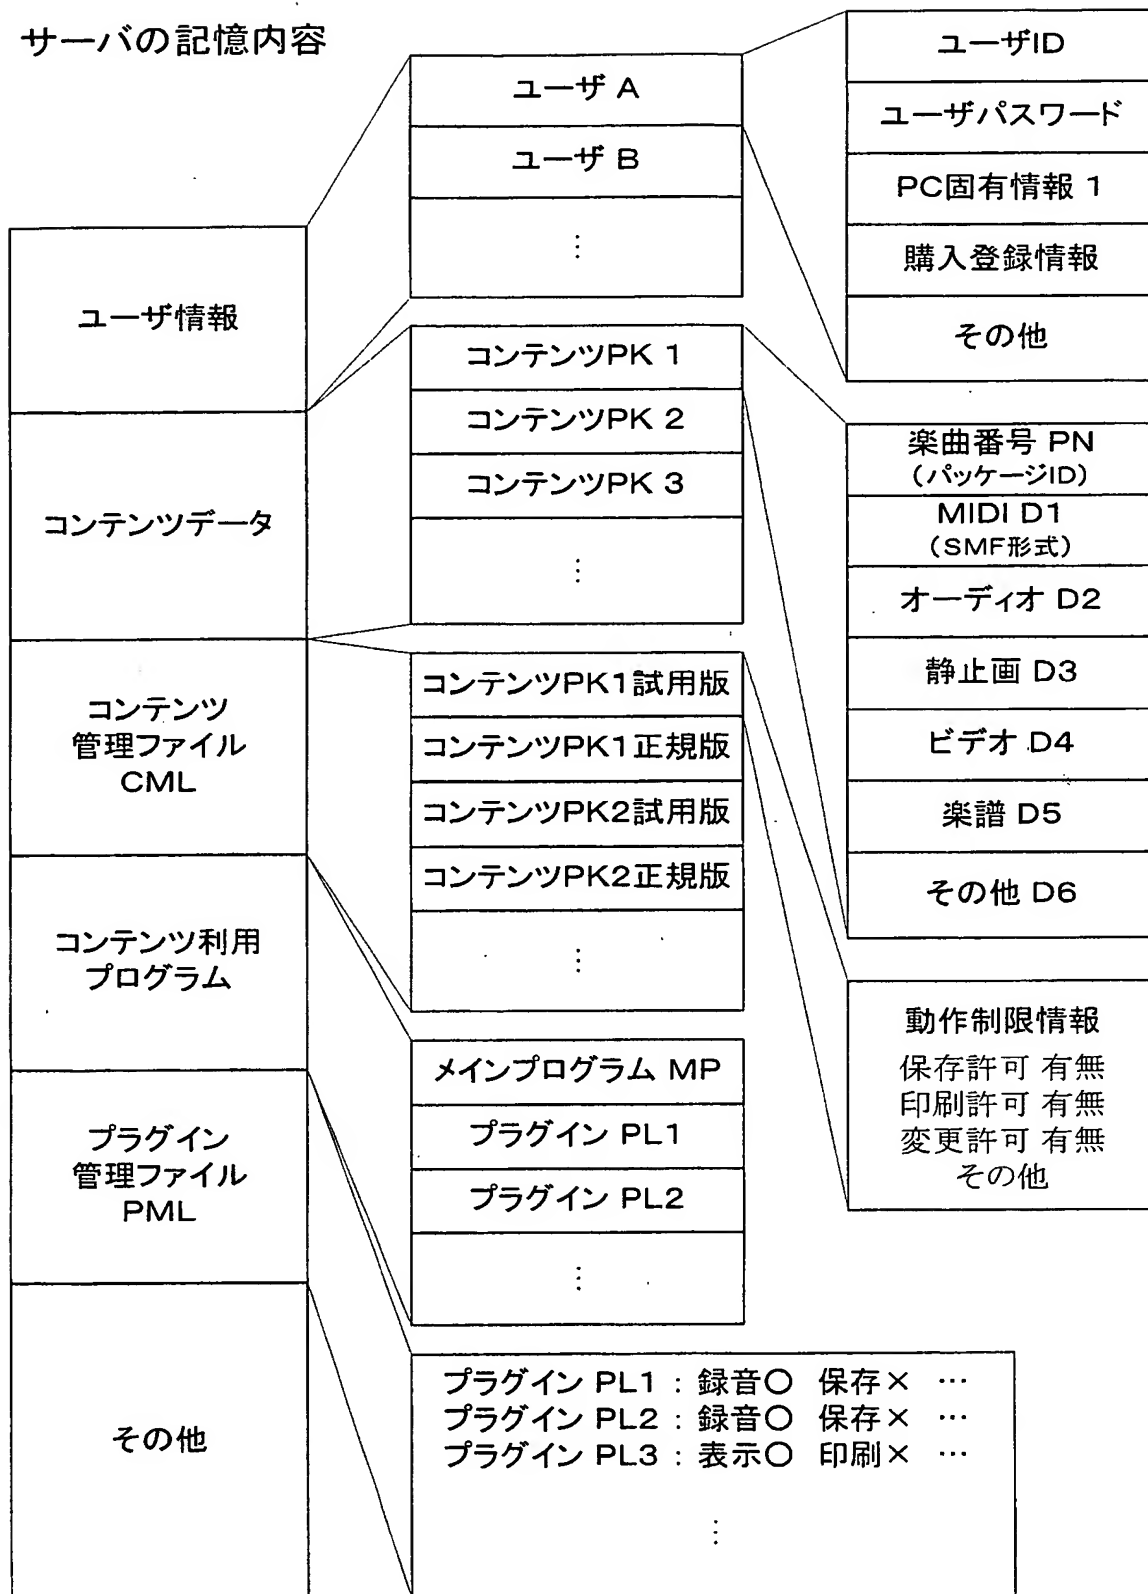 サーバの記憶内容
ユーザ情報
コンテンツデータ
コンテンツ
管理ファイル
CML
コンテンツ利用
プログラム
プラグイン
管理ファイル
PML
その他
ユーザ A
ユーザ B
⋮
コンテンツPK 1
コンテンツPK 2
コンテンツPK 3
⋮
コンテンツPK1試用版
コンテンツPK1正規版
コンテンツPK2試用版
コンテンツPK2正規版
⋮
メインプログラム MP
プラグイン PL1
プラグイン PL2
⋮
プラグイン PL1 : 録音○ 保存× …
プラグイン PL2 : 録音○ 保存× …
プラグイン PL3 : 表示○ 印刷× …
⋮
ユーザID
ユーザパスワード
PC固有情報 1
購入登録情報
その他
楽曲番号 PN
(パッケージID)
MIDI D1
(SMF形式)
オーディオ D2
静止画 D3
ビデオ D4
楽譜 D5
その他 D6
動作制限情報
保存許可 有無
印刷許可 有無
変更許可 有無
その他